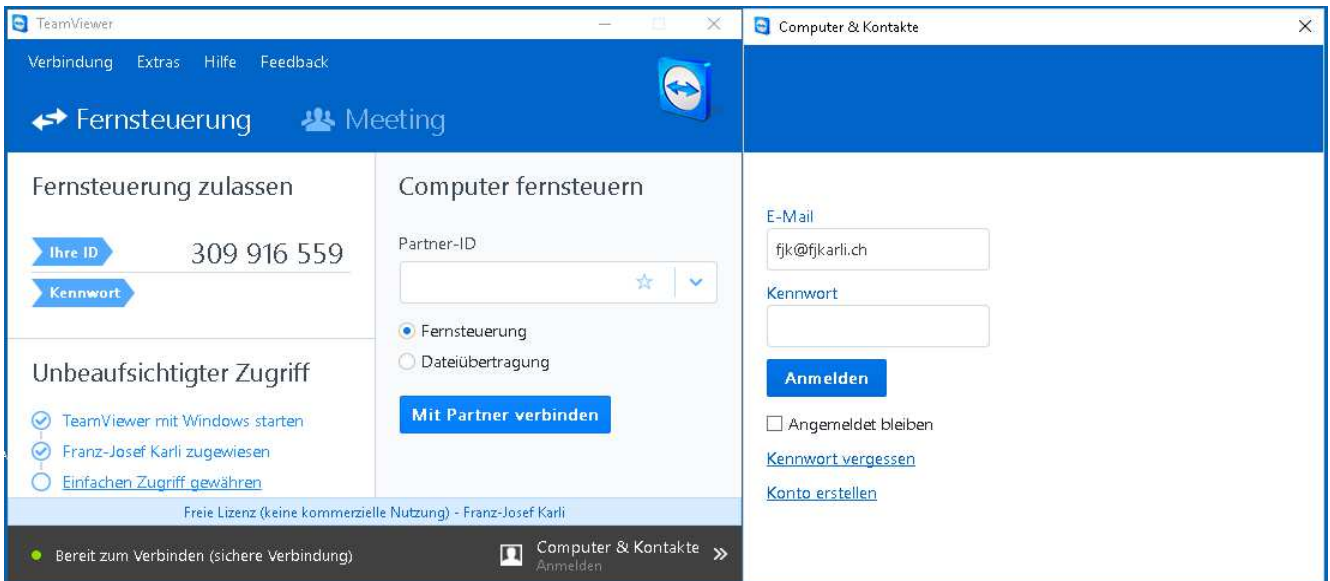 TeamViewer
Verbindung Extras Hilfe Feedback
Fernsteuerung Meeting
Fernsteuerung zulassen
Ihre ID 309 916 559
Kennwort
Unbeaufsichtigter Zugriff
TeamViewer mit Windows starten
Franz-Josef Karli zugewiesen
Einfachen Zugriff gewähren
Computer fernsteuern
Partner-ID
Fernsteuerung
Dateiübertragung
Mit Partner verbinden
Freie Lizenz (keine kommerzielle Nutzung) - Franz-Josef Karli
Bereit zum Verbinden (sichere Verbindung)
Computer & Kontakte
Anmelden
Computer & Kontakte
E-Mail
fjk@fjkarli.ch
Kennwort
Anmelden
Angemeldet bleiben
Kennwort vergessen
Konto erstellen